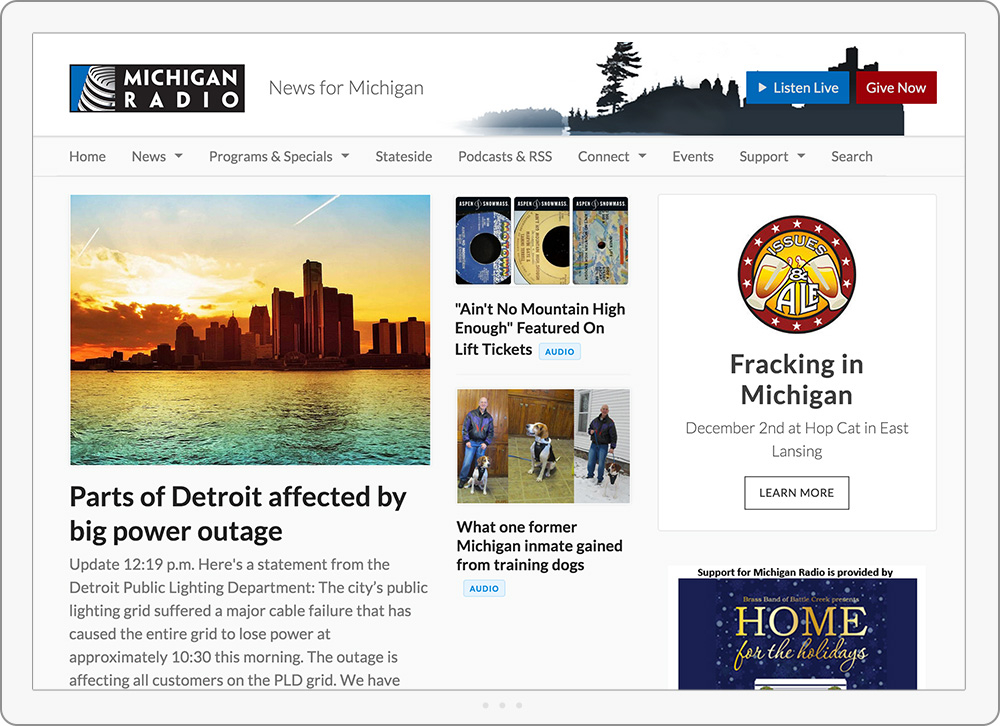 MICHIGAN
RADIO
News for Michigan
Listen Live
Give Now
Home
News
Programs & Specials
Stateside
Podcasts & RSS
Connect
Events
Support
Search
Parts of Detroit affected by
big power outage
Update 12:19 p.m. Here's a statement from the
Detroit Public Lighting Department: The city’s public
lighting grid suffered a major cable failure that has
caused the entire grid to lose power at
approximately 10:30 this morning. The outage is
affecting all customers on the PLD grid. We have
ASPEN SNOWMASS
ASPEN SNOWMASS
ASPEN SNOWMASS
"Ain't No Mountain High
Enough" Featured On
Lift Tickets
AUDIO
What one former
Michigan inmate gained
from training dogs
AUDIO
ISSUES
&
ALE
Fracking in
Michigan
December 2nd at Hop Cat in East
Lansing
LEARN MORE
Support for Michigan Radio is provided by
Brass Band of Battle Creek presents
HOME
for the holidays